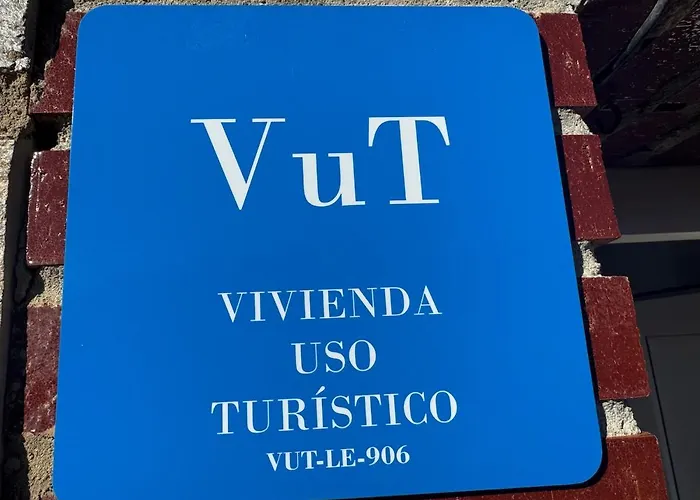 VuT
VIVIENDA
USO
TURÍSTICO
VUT-LE-906